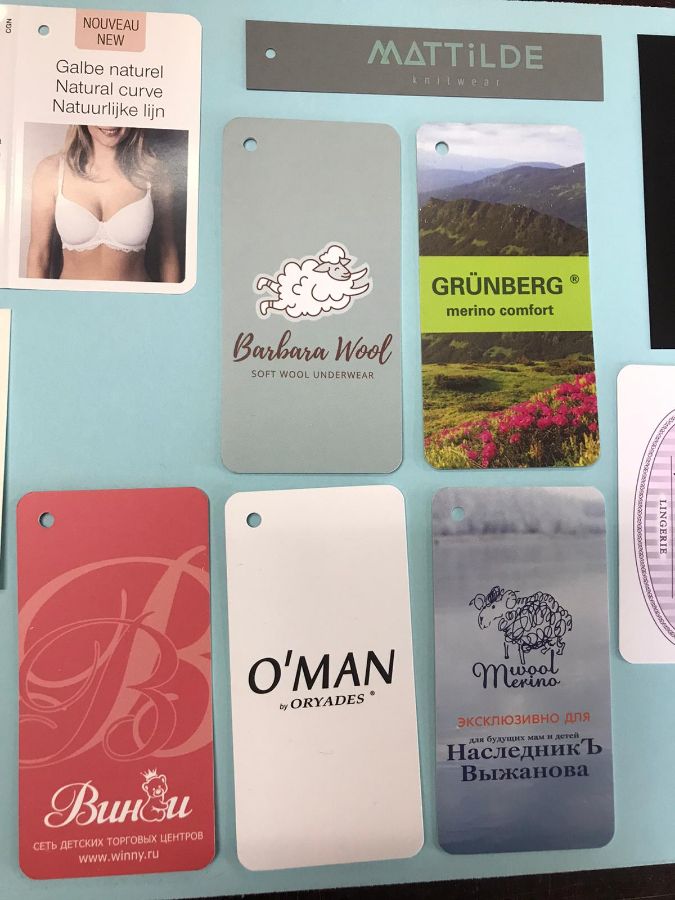 CGN
NOUVEAU
NEW
Galbe naturel
Natural curve
Natuurlijke lijn
MATTiLDE
knitwear
Barbara Wool
SOFT WOOL UNDERWEAR
GRÜNBERG ®
merino comfort
LINGERIE
В
Винни
СЕТЬ ДЕТСКИХ ТОРГОВЫХ ЦЕНТРОВ
www.winny.ru
O'MAN
by ORYADES ®
Mwool
Merino
ЭКСКЛЮЗИВНО ДЛЯ
для будущих мам и детей
НаследникЪ
Выжанова